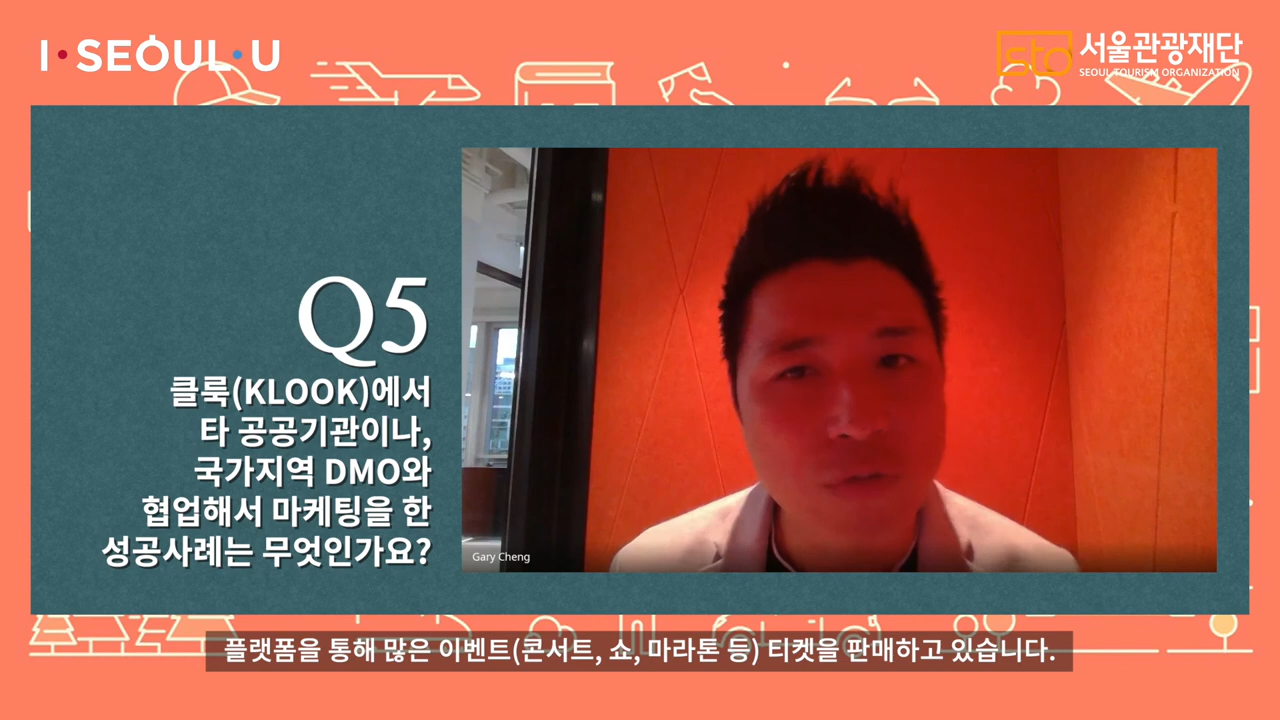 I·SEOUL·U
sto 서울관광재단
SEOUL TOURISM ORGANIZATION
Q5
클룩(KLOOK)에서
타 공공기관이나,
국가지역 DMO와
협업해서 마케팅을 한
성공사례는 무엇인가요?
Gary Cheng
플랫폼을 통해 많은 이벤트(콘서트, 쇼, 마라톤 등) 티켓을 판매하고 있습니다.